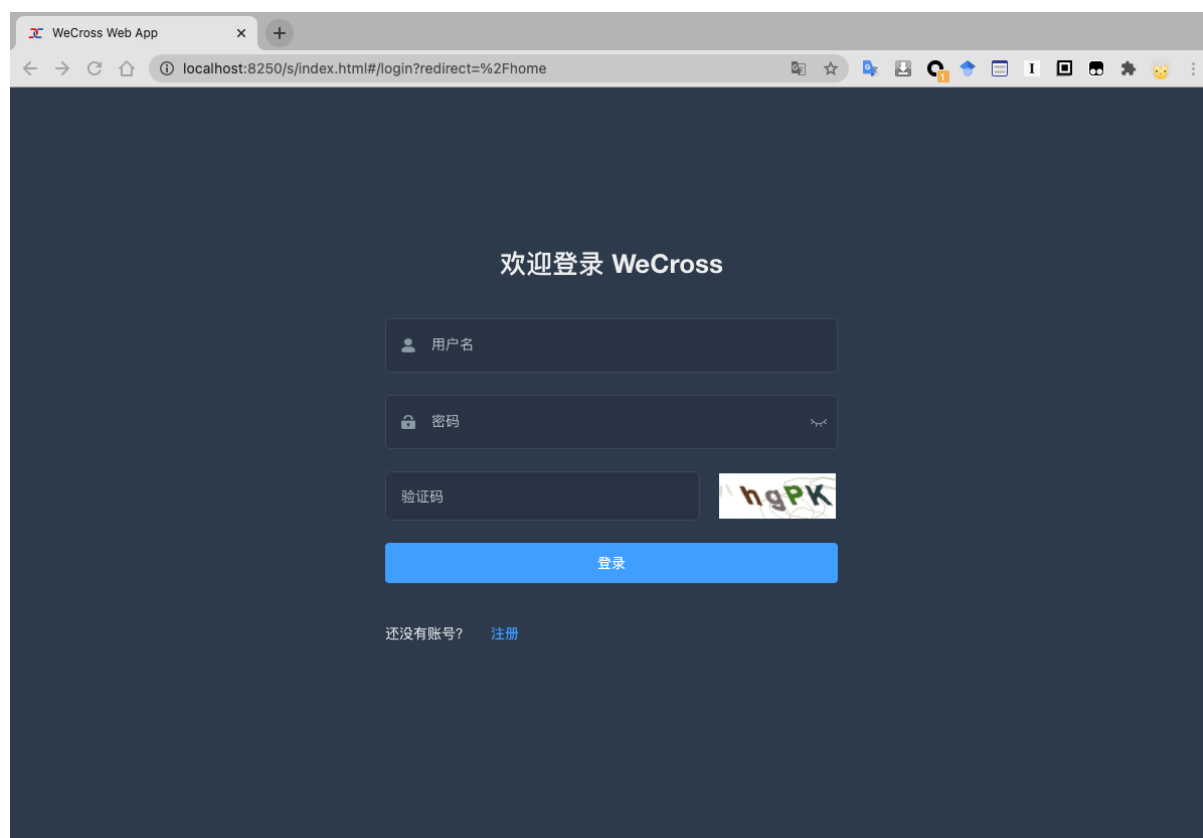 WeCross Web App
localhost:8250/s/index.html#/login?redirect=%2Fhome
1
I
欢迎登录 WeCross
用户名
密码
验证码
hgPK
登录
还没有账号? 注册